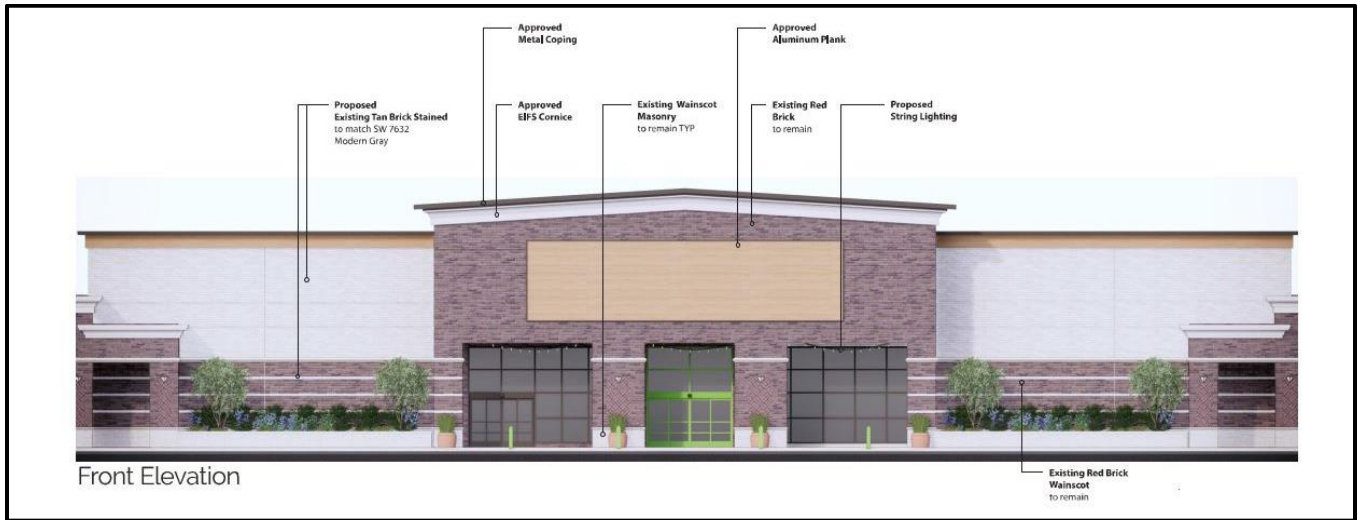 Approved
Metal Coping
Approved
Aluminum Plank
Proposed
Existing Tan Brick Stained
to match SW 7632
Modern Gray
Approved
EIFS Cornice
Existing Wainscot
Masonry
to remain TYP
Existing Red
Brick
to remain
Proposed
String Lighting
Front Elevation
Existing Red Brick
Wainscot
to remain